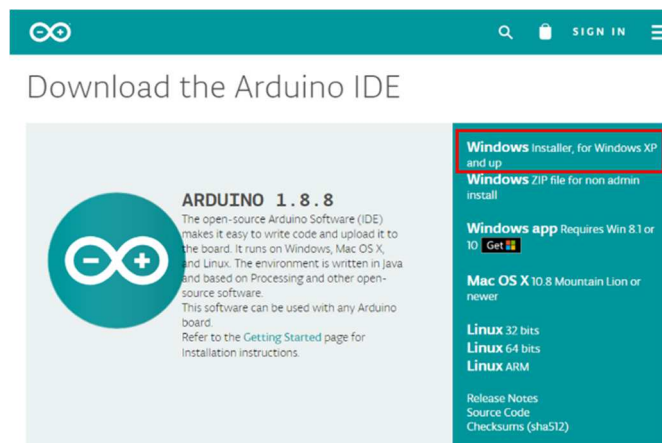 SIGN IN
Download the Arduino IDE
ARDUINO 1.8.8
The open-source Arduino Software (IDE)
makes it easy to write code and upload it to
the board. It runs on Windows, Mac OS X,
and Linux. The environment is written in Java
and based on Processing and other open-
source software.
This software can be used with any Arduino
board.
Refer to the Getting Started page for
Installation instructions.
Windows Installer, for Windows XP
and up
Windows ZIP file for non admin
install
Windows app Requires Win 8.1 or
10 Get
Mac OS X 10.8 Mountain Lion or
newer
Linux 32 bits
Linux 64 bits
Linux ARM
Release Notes
Source Code
Checksums (sha512)